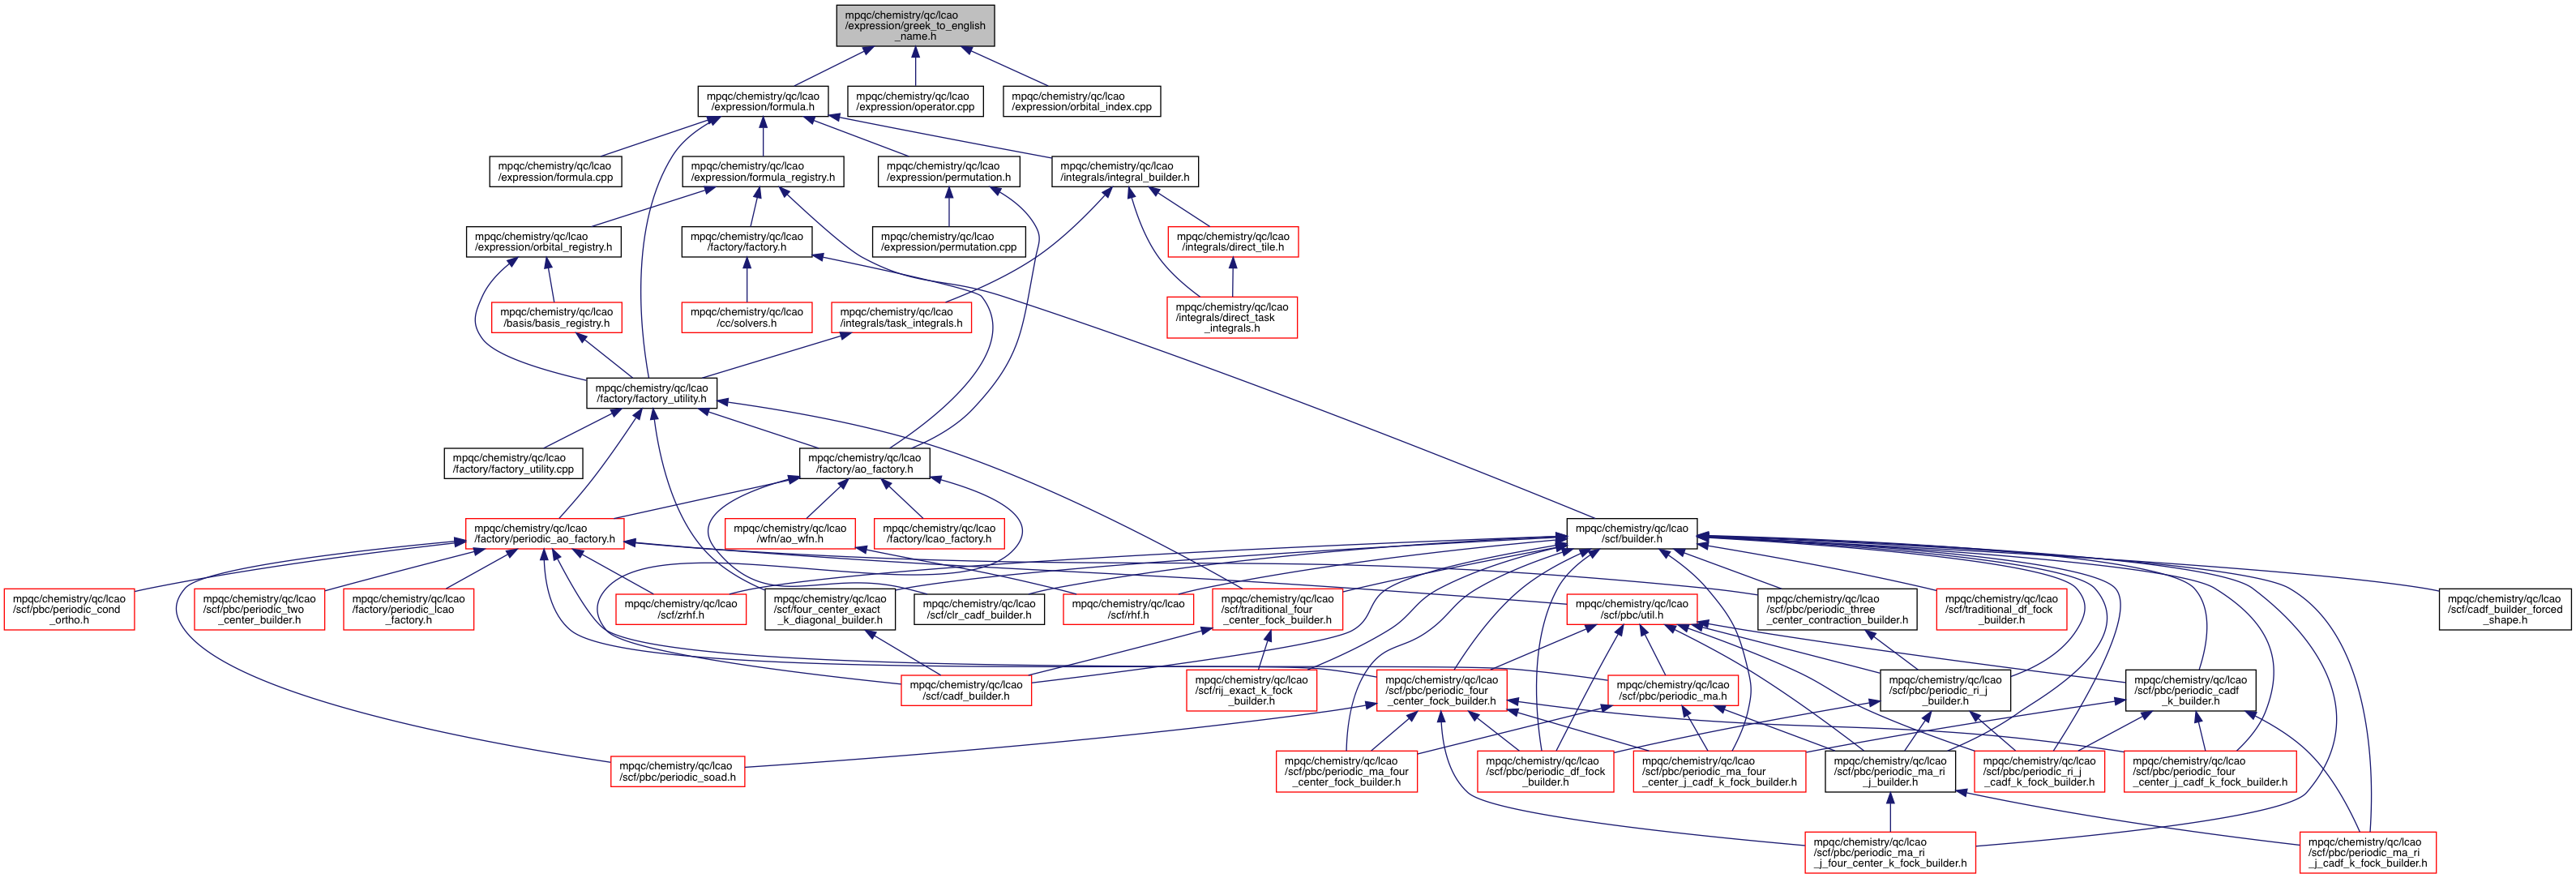 mpqc/chemistry/qc/lcao
/expression/greek_to_english
_name.h
mpqc/chemistry/qc/lcao
/expression/formula.h
mpqc/chemistry/qc/lcao
/expression/operator.cpp
mpqc/chemistry/qc/lcao
/expression/orbital_index.cpp
mpqc/chemistry/qc/lcao
/expression/formula.cpp
mpqc/chemistry/qc/lcao
/expression/formula_registry.h
mpqc/chemistry/qc/lcao
/expression/permutation.h
mpqc/chemistry/qc/lcao
/integrals/integral_builder.h
mpqc/chemistry/qc/lcao
/expression/orbital_registry.h
mpqc/chemistry/qc/lcao
/factory/factory.h
mpqc/chemistry/qc/lcao
/expression/permutation.cpp
mpqc/chemistry/qc/lcao
/integrals/direct_tile.h
mpqc/chemistry/qc/lcao
/basis/basis_registry.h
mpqc/chemistry/qc/lcao
/cc/solvers.h
mpqc/chemistry/qc/lcao
/integrals/task_integrals.h
mpqc/chemistry/qc/lcao
/integrals/direct_task
_integrals.h
mpqc/chemistry/qc/lcao
/factory/factory_utility.h
mpqc/chemistry/qc/lcao
/factory/factory_utility.cpp
mpqc/chemistry/qc/lcao
/factory/ao_factory.h
mpqc/chemistry/qc/lcao
/factory/periodic_ao_factory.h
mpqc/chemistry/qc/lcao
/wfn/ao_wfn.h
mpqc/chemistry/qc/lcao
/factory/lcao_factory.h
mpqc/chemistry/qc/lcao
/scf/builder.h
mpqc/chemistry/qc/lcao
/scf/pbc/periodic_cond
_ortho.h
mpqc/chemistry/qc/lcao
/scf/pbc/periodic_two
_center_builder.h
mpqc/chemistry/qc/lcao
/factory/periodic_lcao
_factory.h
mpqc/chemistry/qc/lcao
/scf/zrhf.h
mpqc/chemistry/qc/lcao
/scf/four_center_exact
_k_diagonal_builder.h
mpqc/chemistry/qc/lcao
/scf/clr_cadf_builder.h
mpqc/chemistry/qc/lcao
/scf/rhf.h
mpqc/chemistry/qc/lcao
/scf/traditional_four
_center_fock_builder.h
mpqc/chemistry/qc/lcao
/scf/pbc/util.h
mpqc/chemistry/qc/lcao
/scf/pbc/periodic_three
_center_contraction_builder.h
mpqc/chemistry/qc/lcao
/scf/traditional_df_fock
_builder.h
mpqc/chemistry/qc/lcao
/scf/cadf_builder_forced
_shape.h
mpqc/chemistry/qc/lcao
/scf/cadf_builder.h
mpqc/chemistry/qc/lcao
/scf/rij_exact_k_fock
_builder.h
mpqc/chemistry/qc/lcao
/scf/pbc/periodic_four
_center_fock_builder.h
mpqc/chemistry/qc/lcao
/scf/pbc/periodic_ma.h
mpqc/chemistry/qc/lcao
/scf/pbc/periodic_ri_j
_builder.h
mpqc/chemistry/qc/lcao
/scf/pbc/periodic_cadf
_k_builder.h
mpqc/chemistry/qc/lcao
/scf/pbc/periodic_soad.h
mpqc/chemistry/qc/lcao
/scf/pbc/periodic_ma_four
_center_fock_builder.h
mpqc/chemistry/qc/lcao
/scf/pbc/periodic_df_fock
_builder.h
mpqc/chemistry/qc/lcao
/scf/pbc/periodic_ma_four
_center_j_cadf_k_fock_builder.h
mpqc/chemistry/qc/lcao
/scf/pbc/periodic_ma_ri
_j_builder.h
mpqc/chemistry/qc/lcao
/scf/pbc/periodic_ri_j
_cadf_k_fock_builder.h
mpqc/chemistry/qc/lcao
/scf/pbc/periodic_four
_center_j_cadf_k_fock_builder.h
mpqc/chemistry/qc/lcao
/scf/pbc/periodic_ma_ri
_j_four_center_k_fock_builder.h
mpqc/chemistry/qc/lcao
/scf/pbc/periodic_ma_ri
_j_cadf_k_fock_builder.h